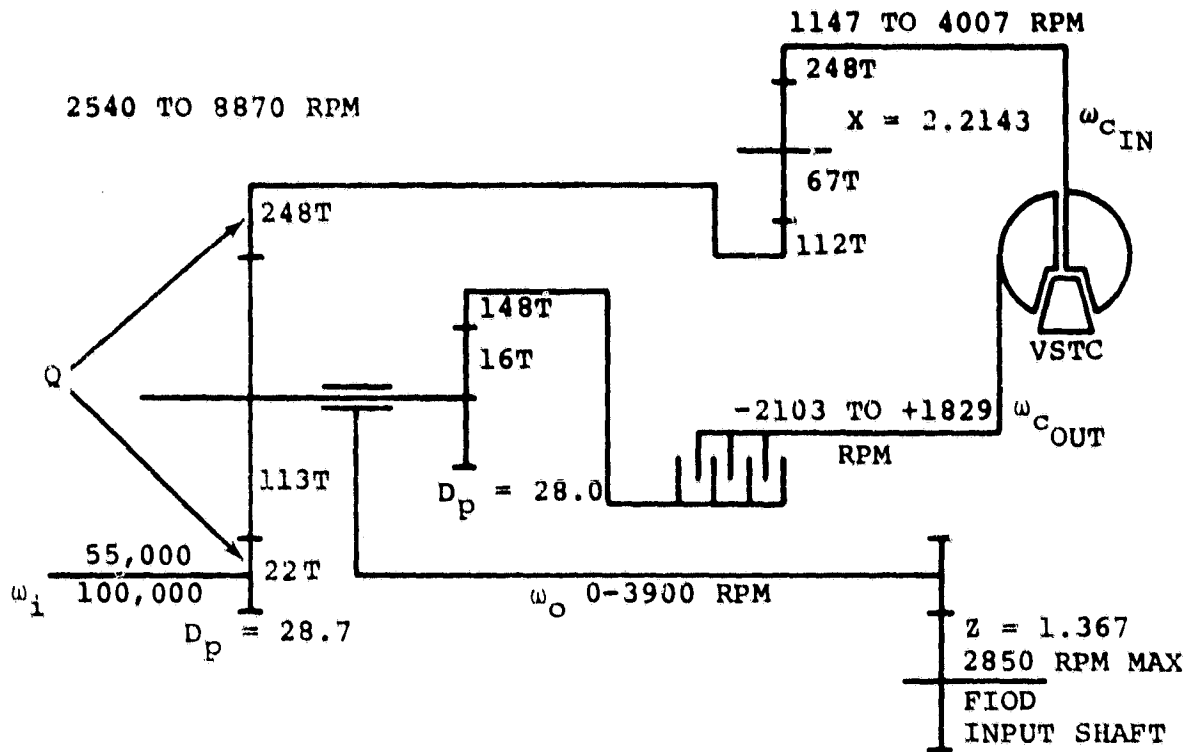 1147 TO 4007 RPM
248T
2540 TO 8870 RPM
X = 2.2143
ωC IN
67T
248T
112T
148T
VSTC
16T
Q
-2103 TO +1829
ωC OUT
RPM
113T
Dp = 28.0
55,000
22T
ωi 100,000
ωo 0-3900 RPM
Dp = 28.7
Z = 1.367
2850 RPM MAX
FIOD
INPUT SHAFT